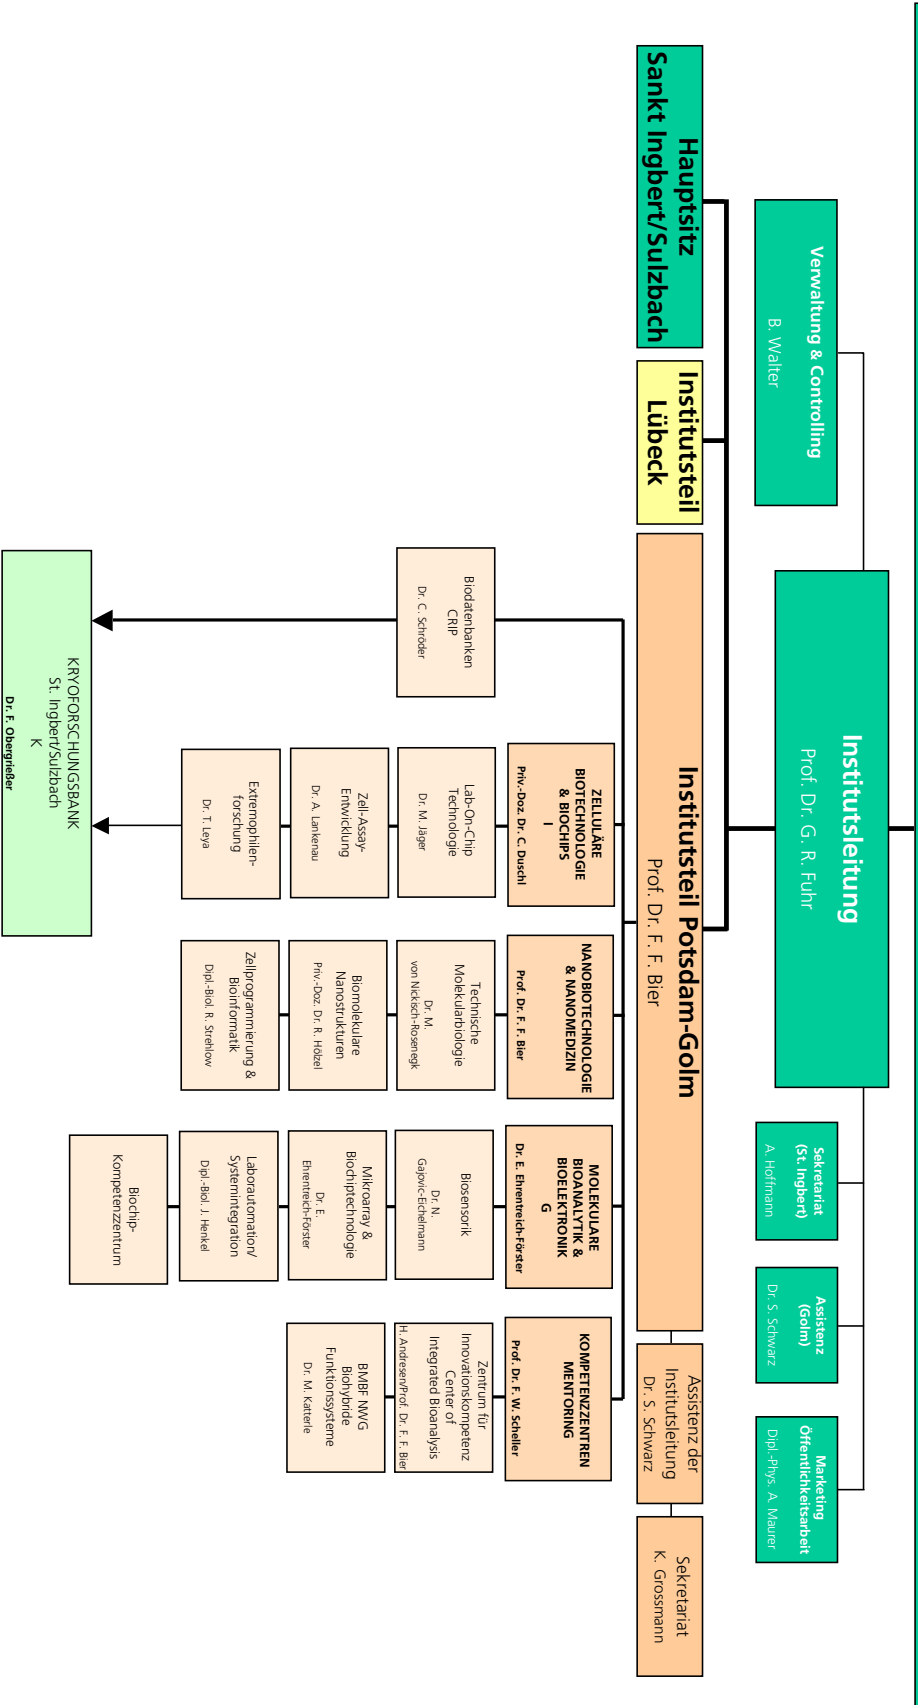 Institutsleitung
Prof. Dr. G. R. Fuhr
Verwaltung & Controlling
B. Walter
Sekretariat
(St. Ingbert)
A. Hoffmann
Assistenz
(Golm)
Dr. S. Schwarz
Marketing
Öffentlichkeitsarbeit
Dipl.-Phys. A. Maurer
Hauptsitz
Sankt Ingbert/Sulzbach
Institutsteil
Lübeck
Institutsteil Potsdam-Golm
Prof. Dr. F. F. Bier
Assistenz der
Institutsleitung
Dr. S. Schwarz
Sekretariat
K. Grossmann
Biodatenbanken
CRIP
Dr. C. Schröder
ZELLULÄRE
BIOTECHNOLOGIE
& BIOCHIPS
I
Priv.-Doz. Dr. C. Duschl
Lab-On-Chip
Technologie
Dr. M. Jäger
Zell-Assay-
Entwicklung
Dr. A. Lankenau
Extremophilen-
forschung
Dr. T. Leya
NANOBIOTECHNOLOGIE
& NANOMEDIZIN
Prof. Dr. F. F. Bier
Technische
Molekularbiologie
Dr. M.
von Nickisch-Rosenegk
Biomolekulare
Nanostrukturen
Priv.-Doz. Dr. R. Hölzel
Zellprogrammierung &
Bioinformatik
Dipl.-Biol. R. Strehlow
MOLEKULARE
BIOANALYTIK &
BIOELEKTRONIK
G
Dr. E. Ehrentreich-Förster
Biosensorik
Dr. N.
Gajovic-Eichelmann
Mikroarray &
Biochiptechnologie
Dr. E.
Ehrentreich-Förster
Laborautomation/
Systemintegration
Dipl.-Biol. J. Henkel
Biochip-
Kompetenzzentrum
KOMPETENZZENTREN
MENTORING
Prof. Dr. F. W. Scheller
Zentrum für
Innovationskompetenz
Center of
Integrated Bioanalysis
H. Andresen/Prof. Dr. F. F. Bier
BMBF NWG
Biohybride
Funktionssysteme
Dr. M. Katterle
KRYOFORSCHUNGSBANK
St. Ingbert/Sulzbach
K
Dr. F. Obergrießer